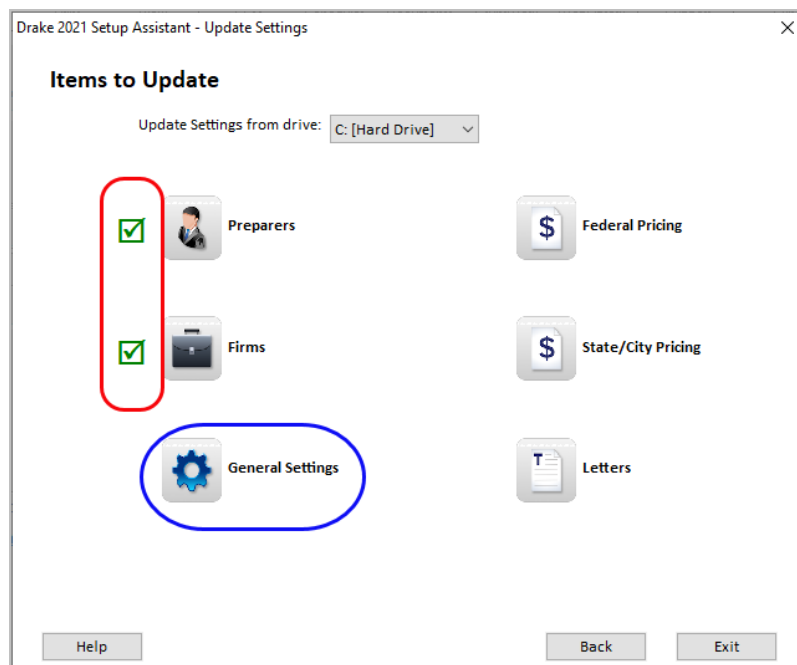 Drake 2021 Setup Assistant - Update Settings
Items to Update
Update Settings from drive: C: [Hard Drive]
Preparers
Federal Pricing
Firms
State/City Pricing
General Settings
Letters
Help
Back
Exit